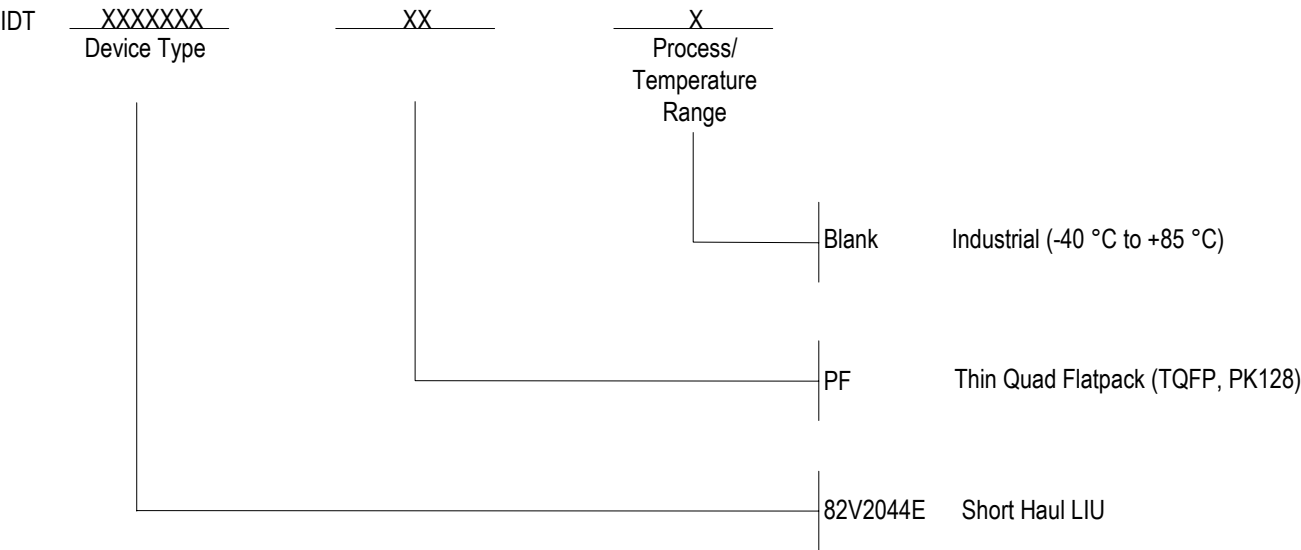 IDT XXXXXXX XX X
Device Type
Process/
Temperature
Range
Blank Industrial (-40 °C to +85 °C)
PF Thin Quad Flatpack (TQFP, PK128)
82V2044E Short Haul LIU